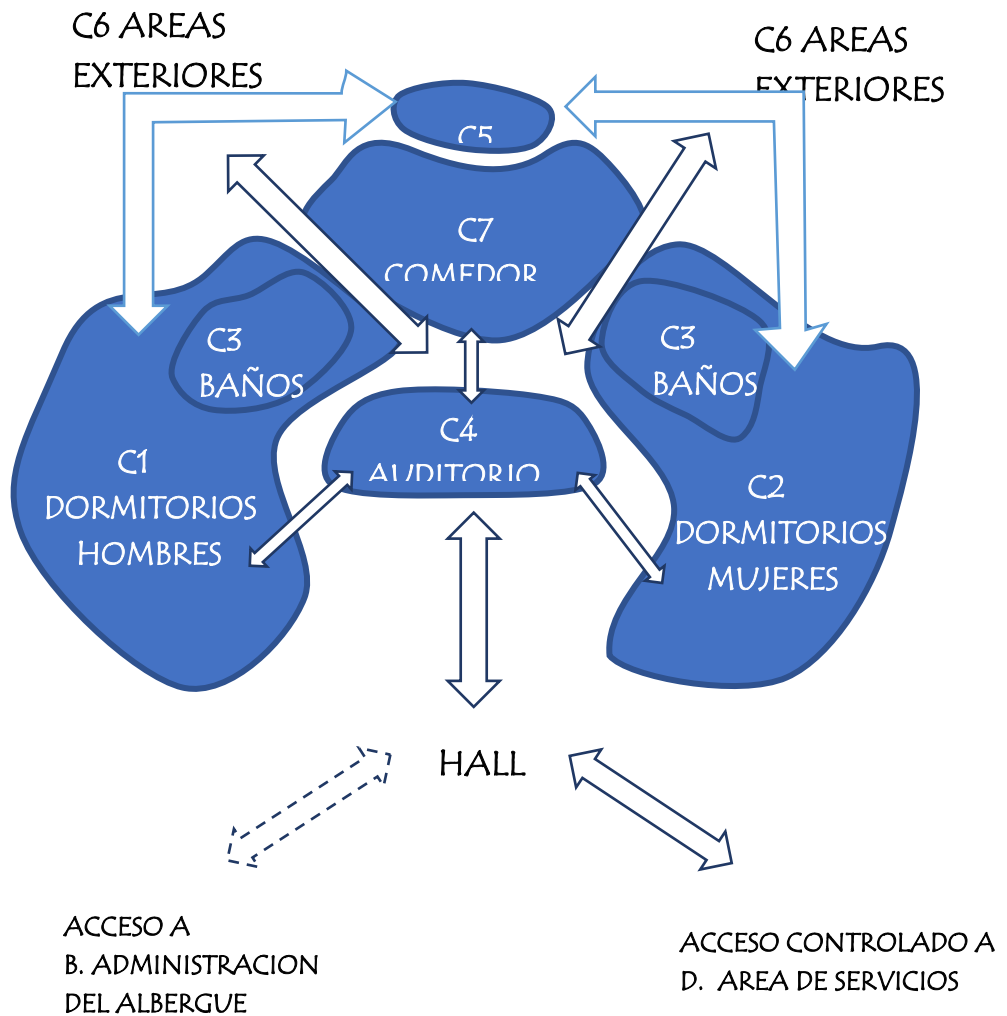 C6 AREAS
EXTERIORES
C6 AREAS
EXTERIORES
C5
C7
COMEDOR
C3
BAÑOS
C3
BAÑOS
C4
AUDITORIO
C1
DORMITORIOS
HOMBRES
C2
DORMITORIOS
MUJERES
HALL
ACCESO A
B. ADMINISTRACION
DEL ALBERGUE
ACCESO CONTROLADO A
D. AREA DE SERVICIOS